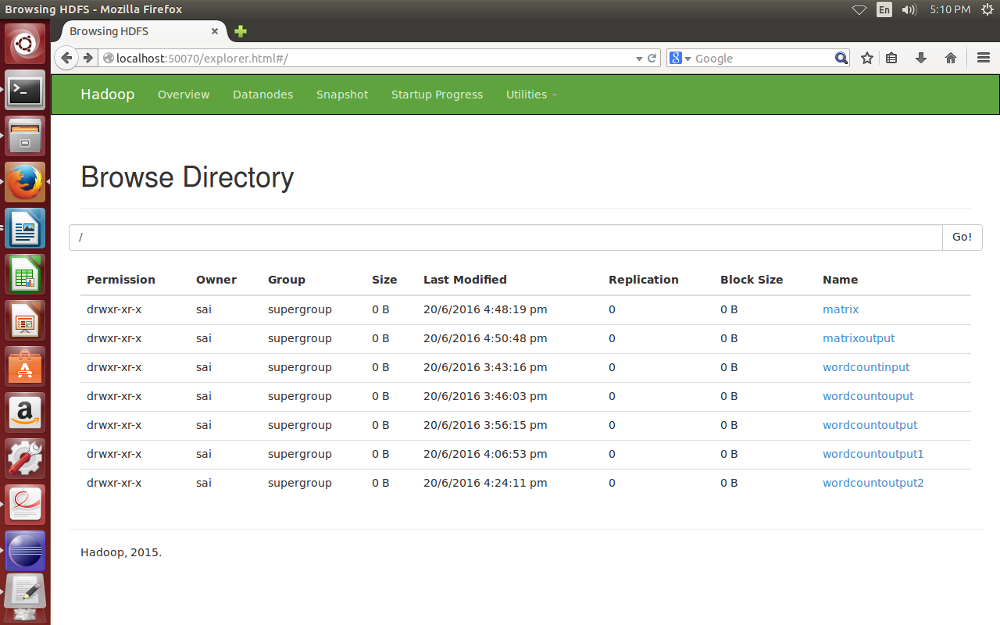 Browsing HDFS - Mozilla Firefox En 5:10 PM
Browsing HDFS
localhost:50070/explorer.html#/ Google
Hadoop Overview Datanodes Snapshot Startup Progress Utilities
Browse Directory
/ Go!
Permission Owner Group Size Last Modified Replication Block Size Name
drwxr-xr-x sai supergroup 0 B 20/6/2016 4:48:19 pm 0 0 B matrix
drwxr-xr-x sai supergroup 0 B 20/6/2016 4:50:48 pm 0 0 B matrixoutput
drwxr-xr-x sai supergroup 0 B 20/6/2016 3:43:16 pm 0 0 B wordcountinput
drwxr-xr-x sai supergroup 0 B 20/6/2016 3:46:03 pm 0 0 B wordcountouput
drwxr-xr-x sai supergroup 0 B 20/6/2016 3:56:15 pm 0 0 B wordcountoutput
drwxr-xr-x sai supergroup 0 B 20/6/2016 4:06:53 pm 0 0 B wordcountoutput1
drwxr-xr-x sai supergroup 0 B 20/6/2016 4:24:11 pm 0 0 B wordcountoutput2
Hadoop, 2015.